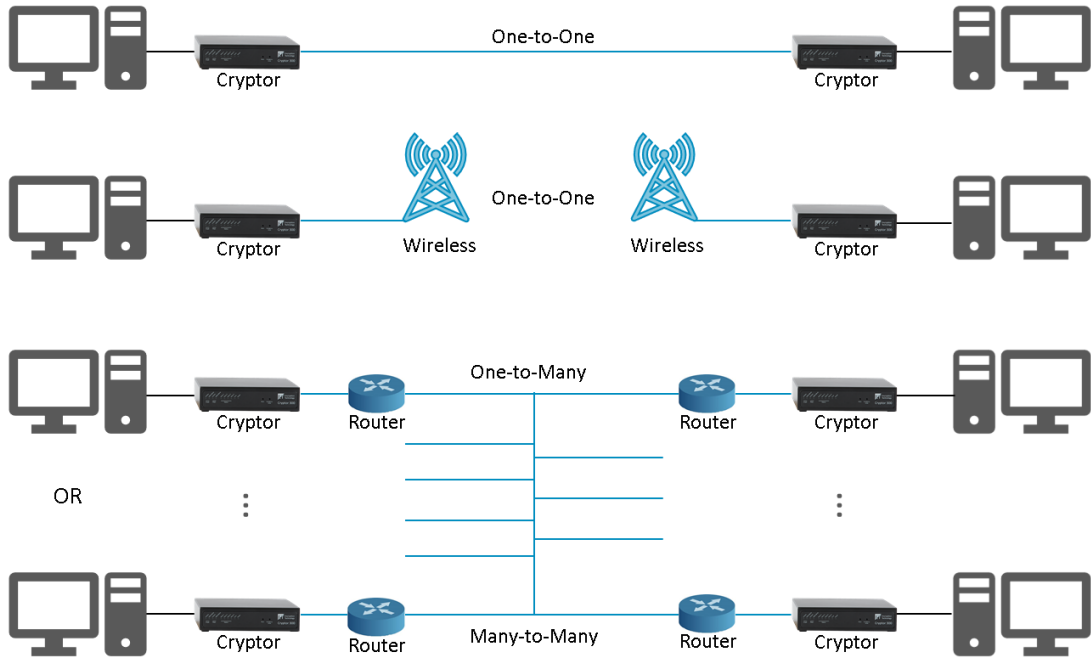 One-to-One
Cryptor
Cryptor
One-to-One
Cryptor
Wireless
Wireless
Cryptor
One-to-Many
Cryptor
Router
Router
Cryptor
OR
Cryptor
Router
Many-to-Many
Router
Cryptor